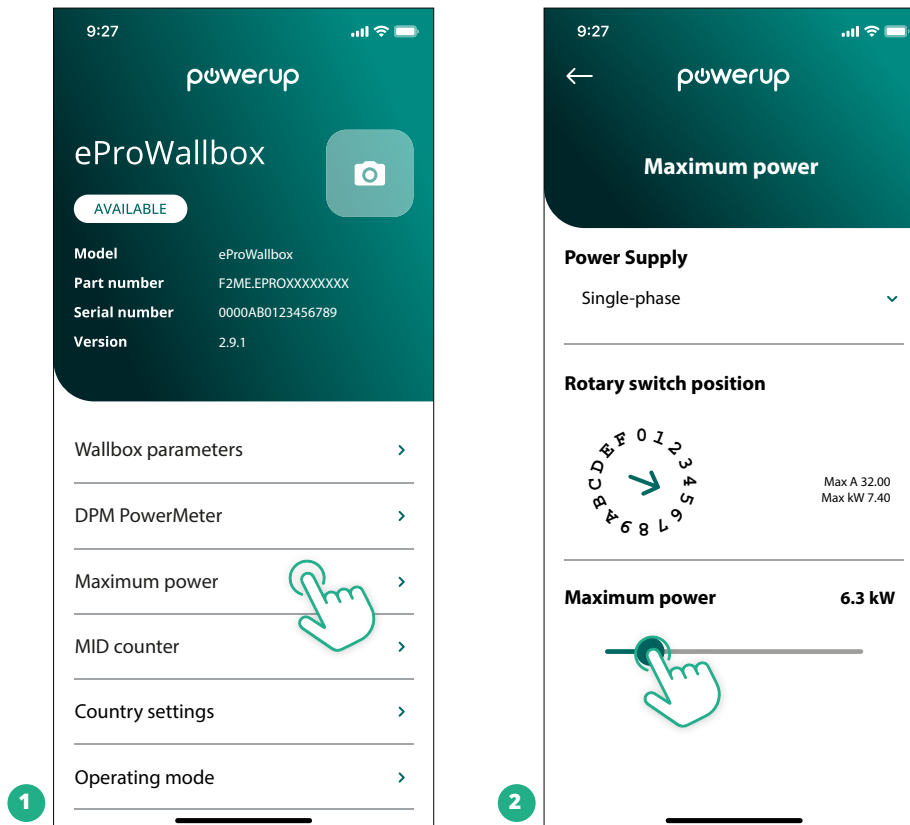 9:27
powerup
eProWallbox
AVAILABLE
Model eProWallbox
Part number F2ME.EPROXXXXXXXX
Serial number 0000AB0123456789
Version 2.9.1
Wallbox parameters
DPM PowerMeter
Maximum power
MID counter
Country settings
Operating mode
1
9:27
powerup
Maximum power
Power Supply
Single-phase
Rotary switch position
0 1 2 3 4 5 6 7 8 9 A B C D E F
Max A 32.00
Max kW 7.40
Maximum power 6.3 kW
2